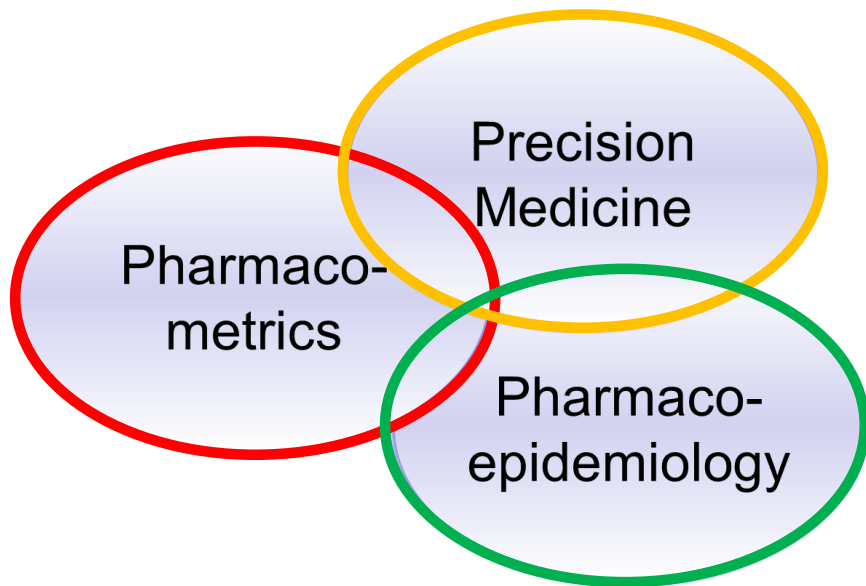 Precision
Medicine
Pharmaco-
metrics
Pharmaco-
epidemiology